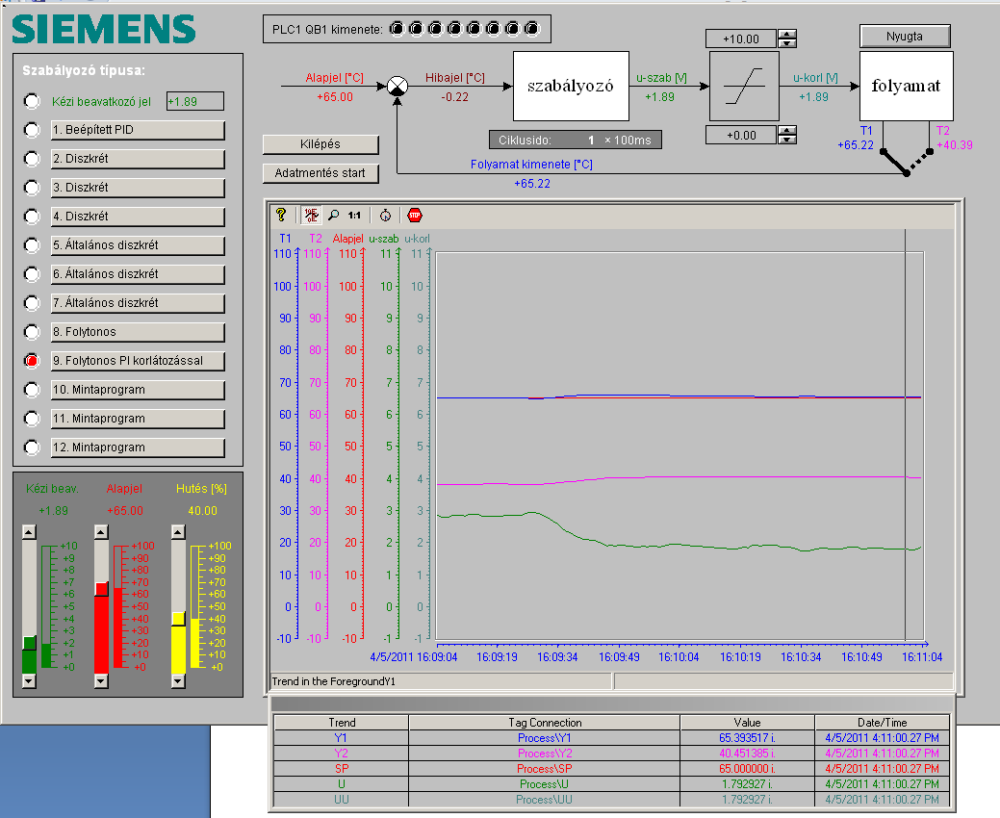 SIEMENS
PLC1 QB1 kimenete:
Szabályozó típusa:
Kézi beavatkozó jel +1.89
1. Beépített PID
2. Diszkrét
3. Diszkrét
4. Diszkrét
5. Általános diszkrét
6. Általános diszkrét
7. Általános diszkrét
8. Folytonos
9. Folytonos PI korlátozással
10. Mintaprogram
11. Mintaprogram
12. Mintaprogram
Kézi beav. Alapjel Hutés [%]
+1.89 +65.00 40.00
+10 +100 +100
+9 +90 +90
+8 +80 +80
+7 +70 +70
+6 +60 +60
+5 +50 +50
+4 +40 +40
+3 +30 +30
+2 +20 +20
+1 +10 +10
+0 +0 +0
Alapjel [°C]
+65.00
Hibajel [°C]
-0.22
szabályozó
u-szab [V]
+1.89
+10.00
+0.00
u-korl [V]
+1.89
Nyugta
folyamat
T1
+65.22
T2
+40.39
Ciklusido: 1 × 100ms
Kilépés
Adatmentés start
Folyamat kimenete [°C]
+65.22
1:1
STOP
T1 T2 Alapjel u-szab u-korl
110 110 110 11 11
100 100 100 10 10
90 90 90 9 9
80 80 80 8 8
70 70 70 7 7
60 60 60 6 6
50 50 50 5 5
40 40 40 4 4
30 30 30 3 3
20 20 20 2 2
10 10 10 1 1
0 0 0 0 0
-10 -10 -10 -1 -1
4/5/2011 16:09:04 16:09:19 16:09:34 16:09:49 16:10:04 16:10:19 16:10:34 16:10:49 16:11:04
Trend in the ForegroundY1
Trend Tag Connection Value Date/Time
Y1 Process\Y1 65.393517 i. 4/5/2011 4:11:00.27 PM
Y2 Process\Y2 40.451385 i. 4/5/2011 4:11:00.27 PM
SP Process\SP 65.000000 i. 4/5/2011 4:11:00.27 PM
U Process\U 1.792927 i. 4/5/2011 4:11:00.27 PM
UU Process\UU 1.792927 i. 4/5/2011 4:11:00.27 PM